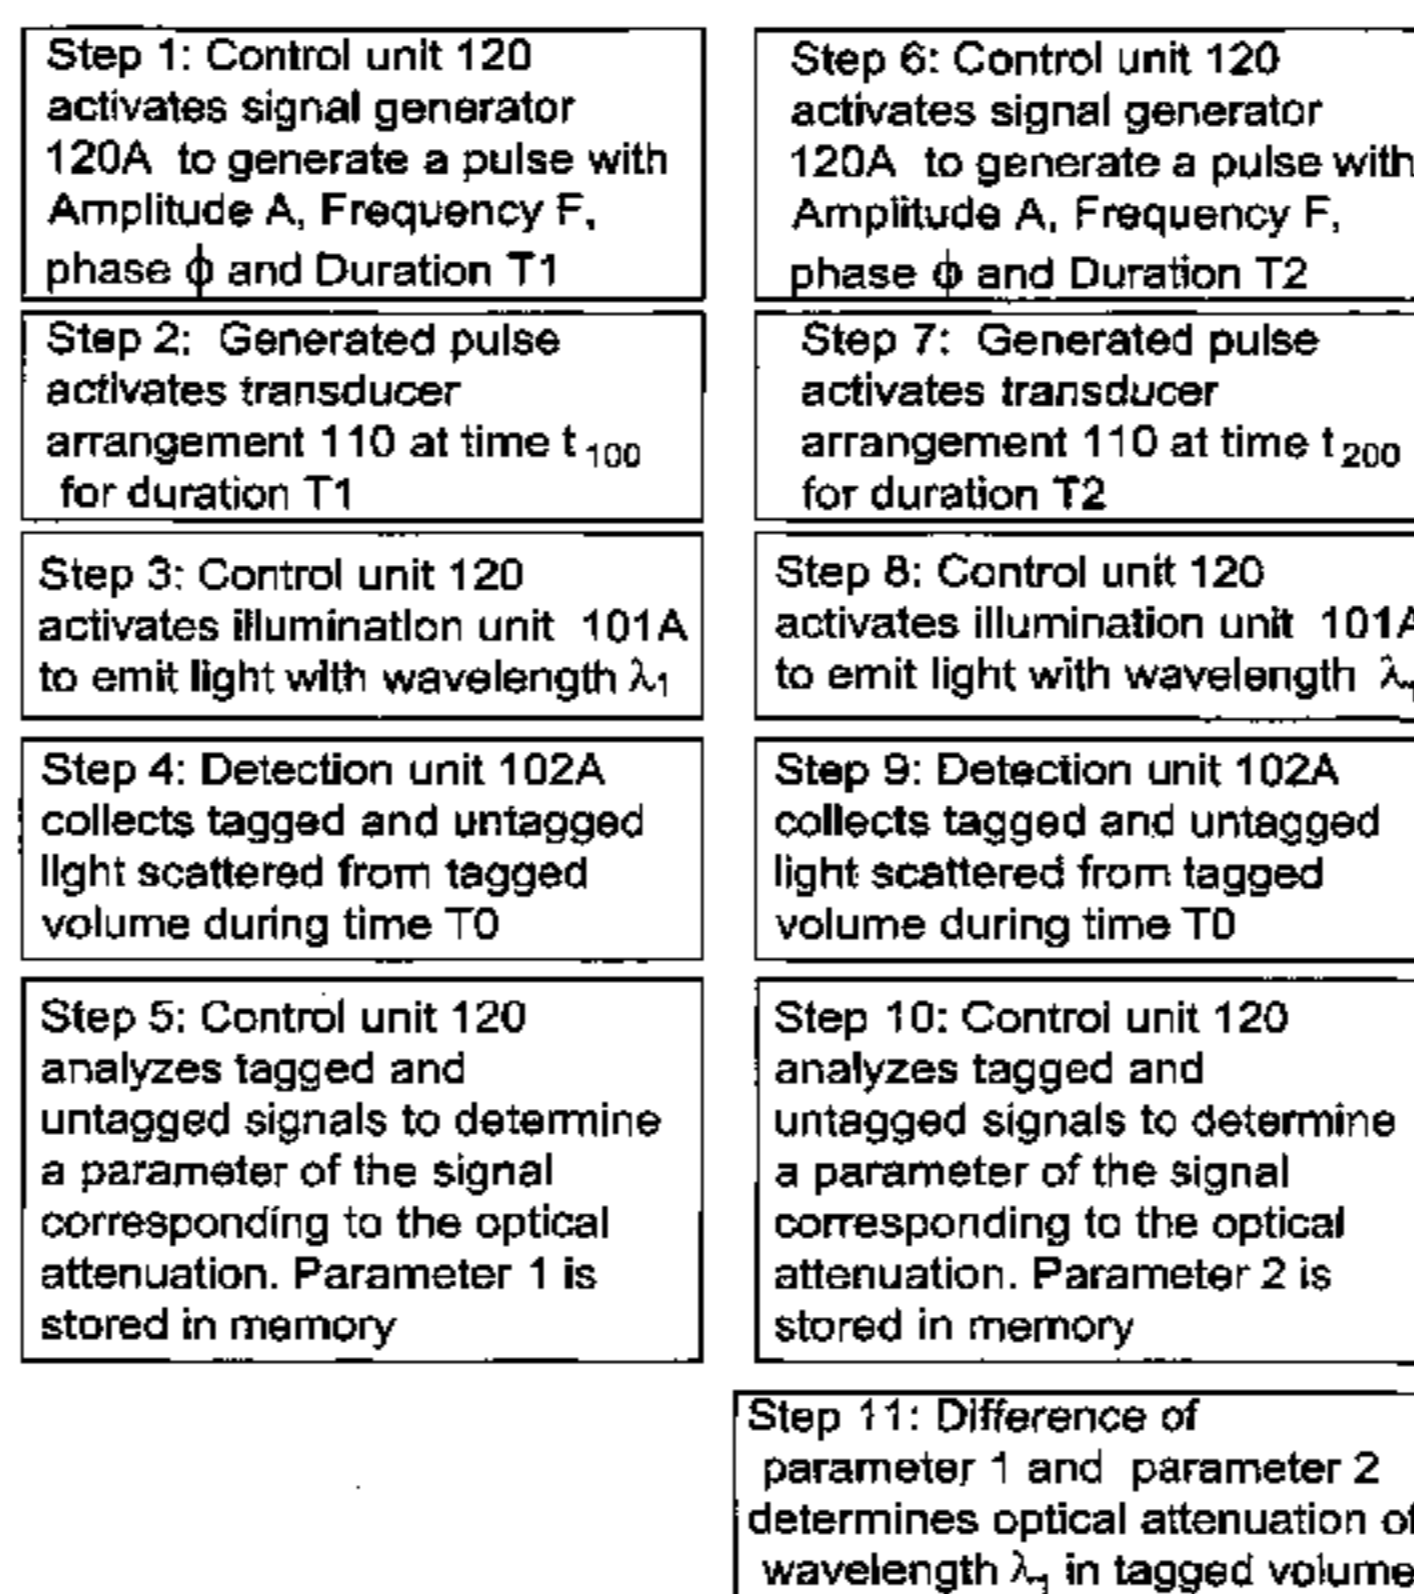 Step 1: Control unit 120
activates signal generator
120A to generate a pulse with
Amplitude A, Frequency F,
phase ϕ and Duration T1
Step 2: Generated pulse
activates transducer
arrangement 110 at time t100
for duration T1
Step 3: Control unit 120
activates illumination unit 101A
to emit light with wavelength λ1
Step 4: Detection unit 102A
collects tagged and untagged
light scattered from tagged
volume during time T0
Step 5: Control unit 120
analyzes tagged and
untagged signals to determine
a parameter of the signal
corresponding to the optical
attenuation. Parameter 1 is
stored in memory
Step 6: Control unit 120
activates signal generator
120A to generate a pulse with
Amplitude A, Frequency F,
phase ϕ and Duration T2
Step 7: Generated pulse
activates transducer
arrangement 110 at time t200
for duration T2
Step 8: Control unit 120
activates illumination unit 101A
to emit light with wavelength λ1
Step 9: Detection unit 102A
collects tagged and untagged
light scattered from tagged
volume during time T0
Step 10: Control unit 120
analyzes tagged and
untagged signals to determine
a parameter of the signal
corresponding to the optical
attenuation. Parameter 2 is
stored in memory
Step 11: Difference of
parameter 1 and parameter 2
determines optical attenuation of
wavelength λ1 in tagged volume